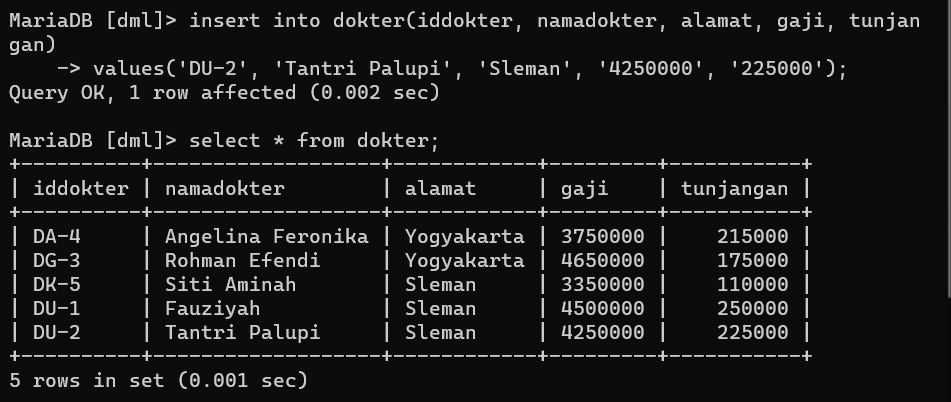 MariaDB [dml]> insert into dokter(iddokter, namadokter, alamat, gaji, tunjan
gan)
    -> values('DU-2', 'Tantri Palupi', 'Sleman', '4250000', '225000');
Query OK, 1 row affected (0.002 sec)

MariaDB [dml]> select * from dokter;
+----------+-------------------+-----------+---------+-----------+
| iddokter | namadokter        | alamat    | gaji    | tunjangan |
+----------+-------------------+-----------+---------+-----------+
| DA-4     | Angelina Feronika | Yogyakarta | 3750000 |    215000 |
| DG-3     | Rohman Efendi     | Yogyakarta | 4650000 |    175000 |
| DK-5     | Siti Aminah       | Sleman    | 3350000 |    110000 |
| DU-1     | Fauziyah          | Sleman    | 4500000 |    250000 |
| DU-2     | Tantri Palupi     | Sleman    | 4250000 |    225000 |
+----------+-------------------+-----------+---------+-----------+
5 rows in set (0.001 sec)